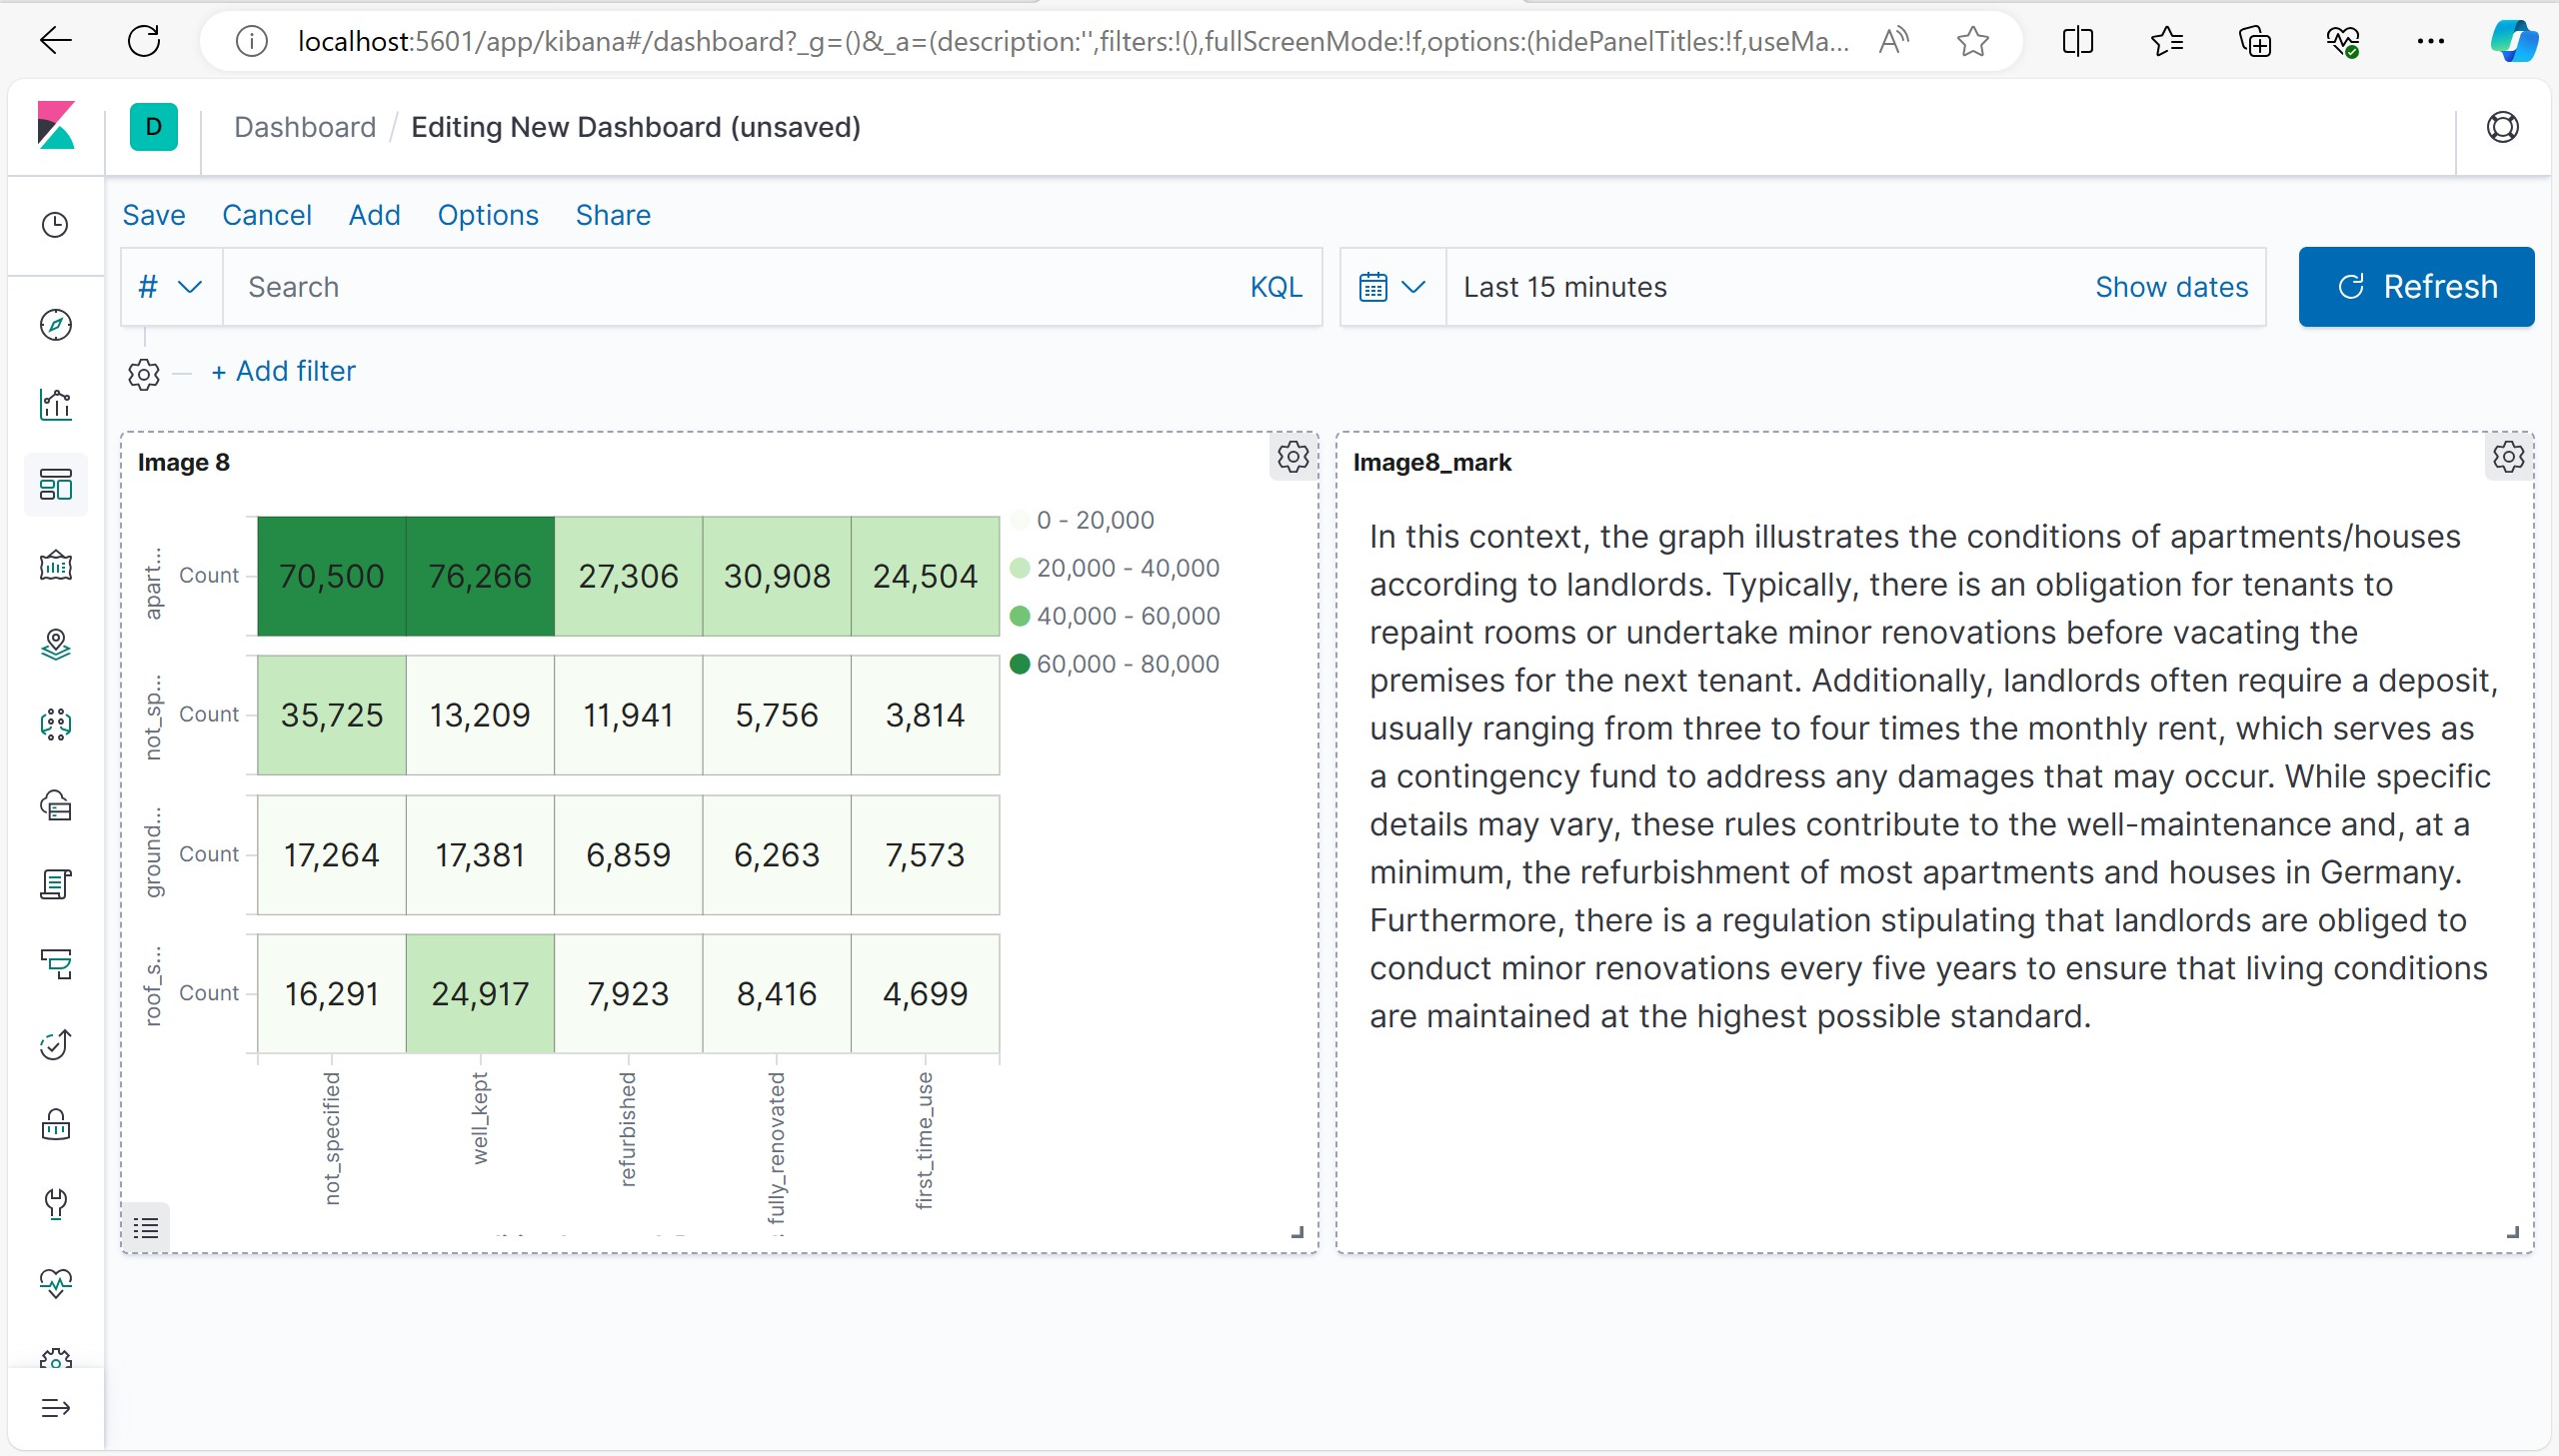 localhost:5601/app/kibana#/dashboard?_g=()&_a=(description:'',filters:!(),fullScreenMode:!f,options:(hidePanelTitles:!f,useMa...
D
Dashboard / Editing New Dashboard (unsaved)
Save Cancel Add Options Share
# Search KQL
Last 15 minutes Show dates
Refresh
+ Add filter
Image 8
apart... Count 70,500 76,266 27,306 30,908 24,504
not_sp... Count 35,725 13,209 11,941 5,756 3,814
ground... Count 17,264 17,381 6,859 6,263 7,573
roof_s... Count 16,291 24,917 7,923 8,416 4,699
not_specified well_kept refurbished fully_renovated first_time_use
0 - 20,000
20,000 - 40,000
40,000 - 60,000
60,000 - 80,000
Image8_mark
In this context, the graph illustrates the conditions of apartments/houses
according to landlords. Typically, there is an obligation for tenants to
repaint rooms or undertake minor renovations before vacating the
premises for the next tenant. Additionally, landlords often require a deposit,
usually ranging from three to four times the monthly rent, which serves as
a contingency fund to address any damages that may occur. While specific
details may vary, these rules contribute to the well-maintenance and, at a
minimum, the refurbishment of most apartments and houses in Germany.
Furthermore, there is a regulation stipulating that landlords are obliged to
conduct minor renovations every five years to ensure that living conditions
are maintained at the highest possible standard.